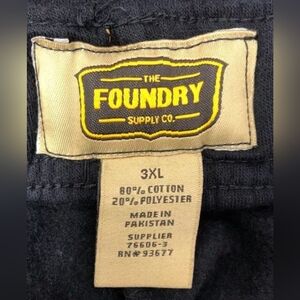 THE
FOUNDRY
SUPPLY CO.
3XL
80% COTTON
20% POLYESTER
MADE IN
PAKISTAN
SUPPLIER
76606-3
RN# 93677